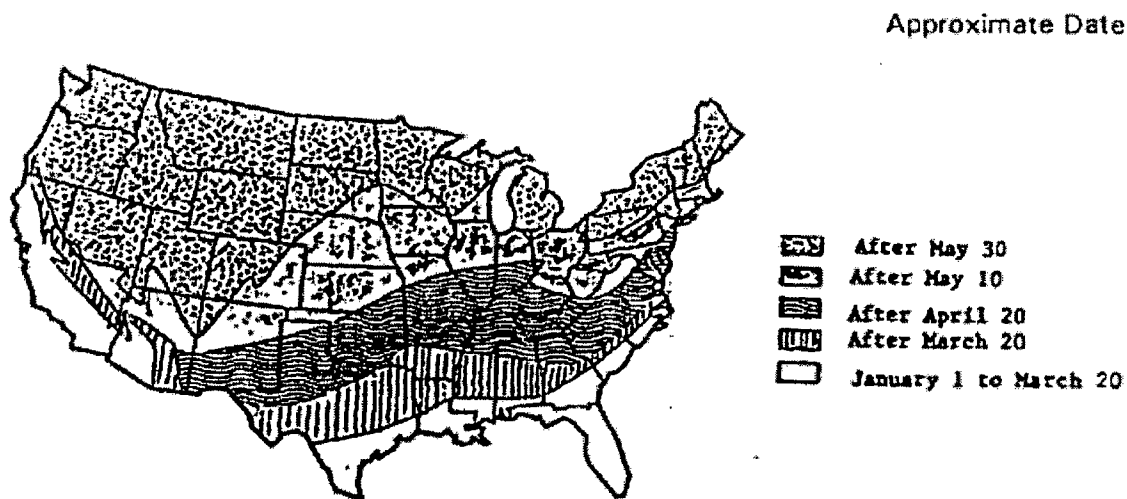 Approximate Date
After May 30
After May 10
After April 20
After March 20
January 1 to March 20